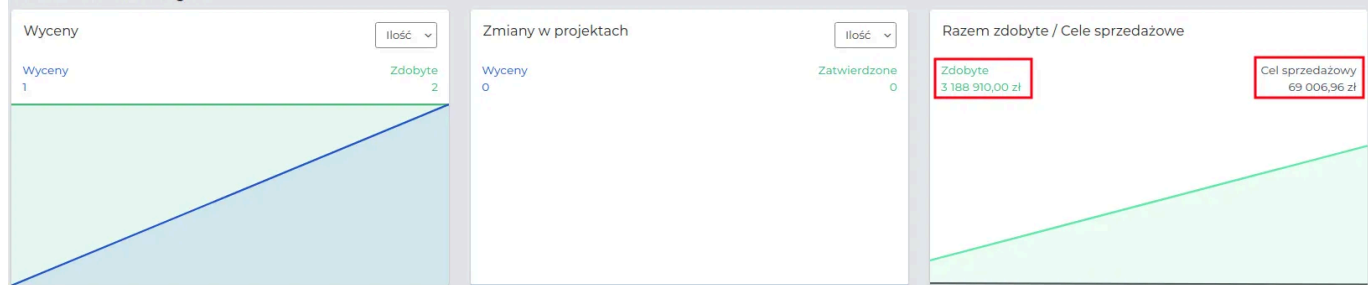 Wyceny
Ilość
Wyceny
1
Zdobyte
2
Zmiany w projektach
Ilość
Wyceny
0
Zatwierdzone
0
Razem zdobyte / Cele sprzedażowe
Zdobyte
3 188 910,00 zł
Cel sprzedażowy
69 006,96 zł